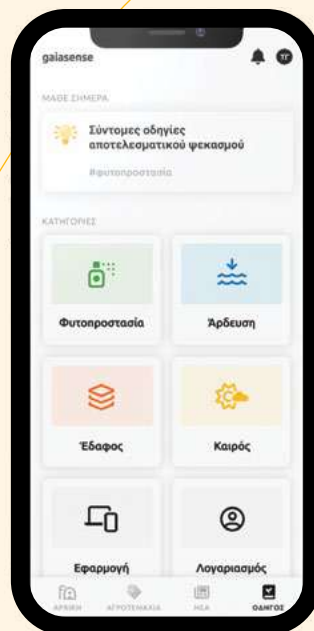 gaiasense
ΜΑΘΕ ΣΗΜΕΡΑ
Σύντομες οδηγίες
αποτελεσματικού ψεκασμού
#φυτοπροστασία
ΚΑΤΗΓΟΡΙΕΣ
Φυτοπροστασία
Άρδευση
Έδαφος
Καιρός
Εφαρμογή
Λογαριασμός
ΑΡΧΙΚΗ
ΑΓΡΟΤΕΜΑΧΙΑ
ΝΕΑ
ΟΔΗΓΟΣ